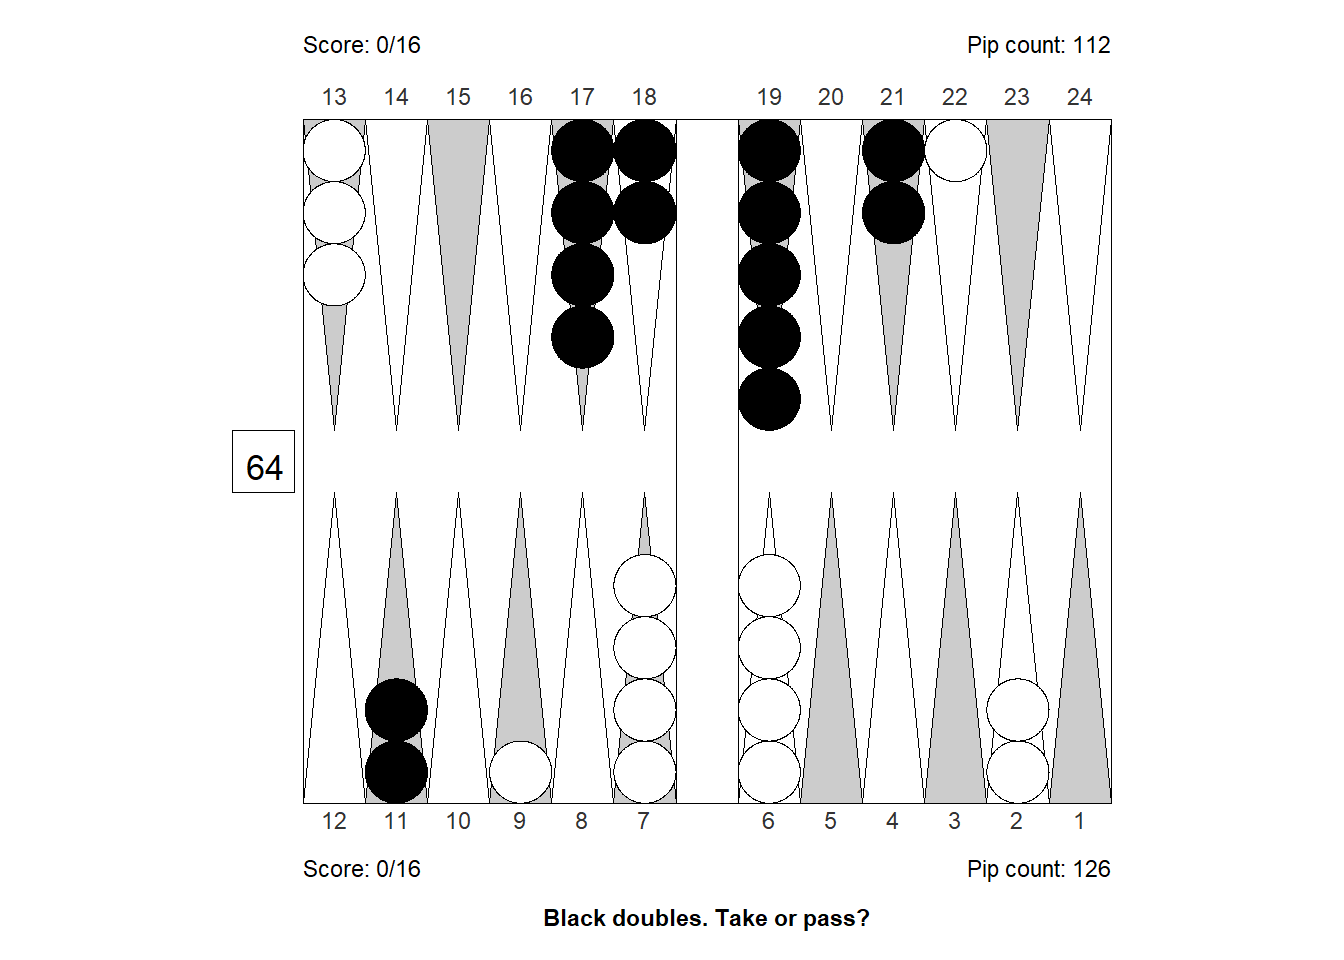 Score: 0/16 Pip count: 112
13 14 15 16 17 18 19 20 21 22 23 24
64
12 11 10 9 8 7 6 5 4 3 2 1
Score: 0/16 Pip count: 126
Black doubles. Take or pass?